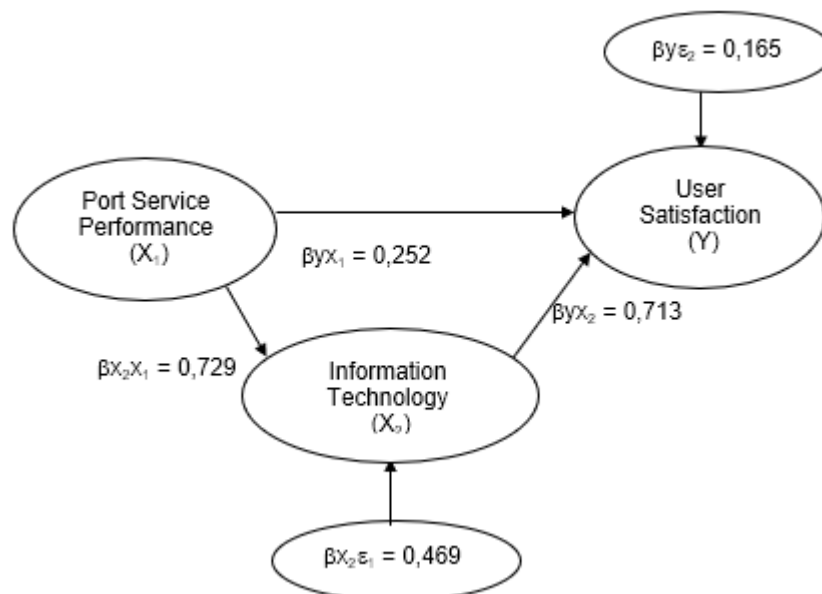 βyε₂ = 0,165
Port Service
Performance
(X₁)
User
Satisfaction
(Y)
βyx₁ = 0,252
βyx₂ = 0,713
βx₂x₁ = 0,729
Information
Technology
(X₂)
βx₂ε₁ = 0,469